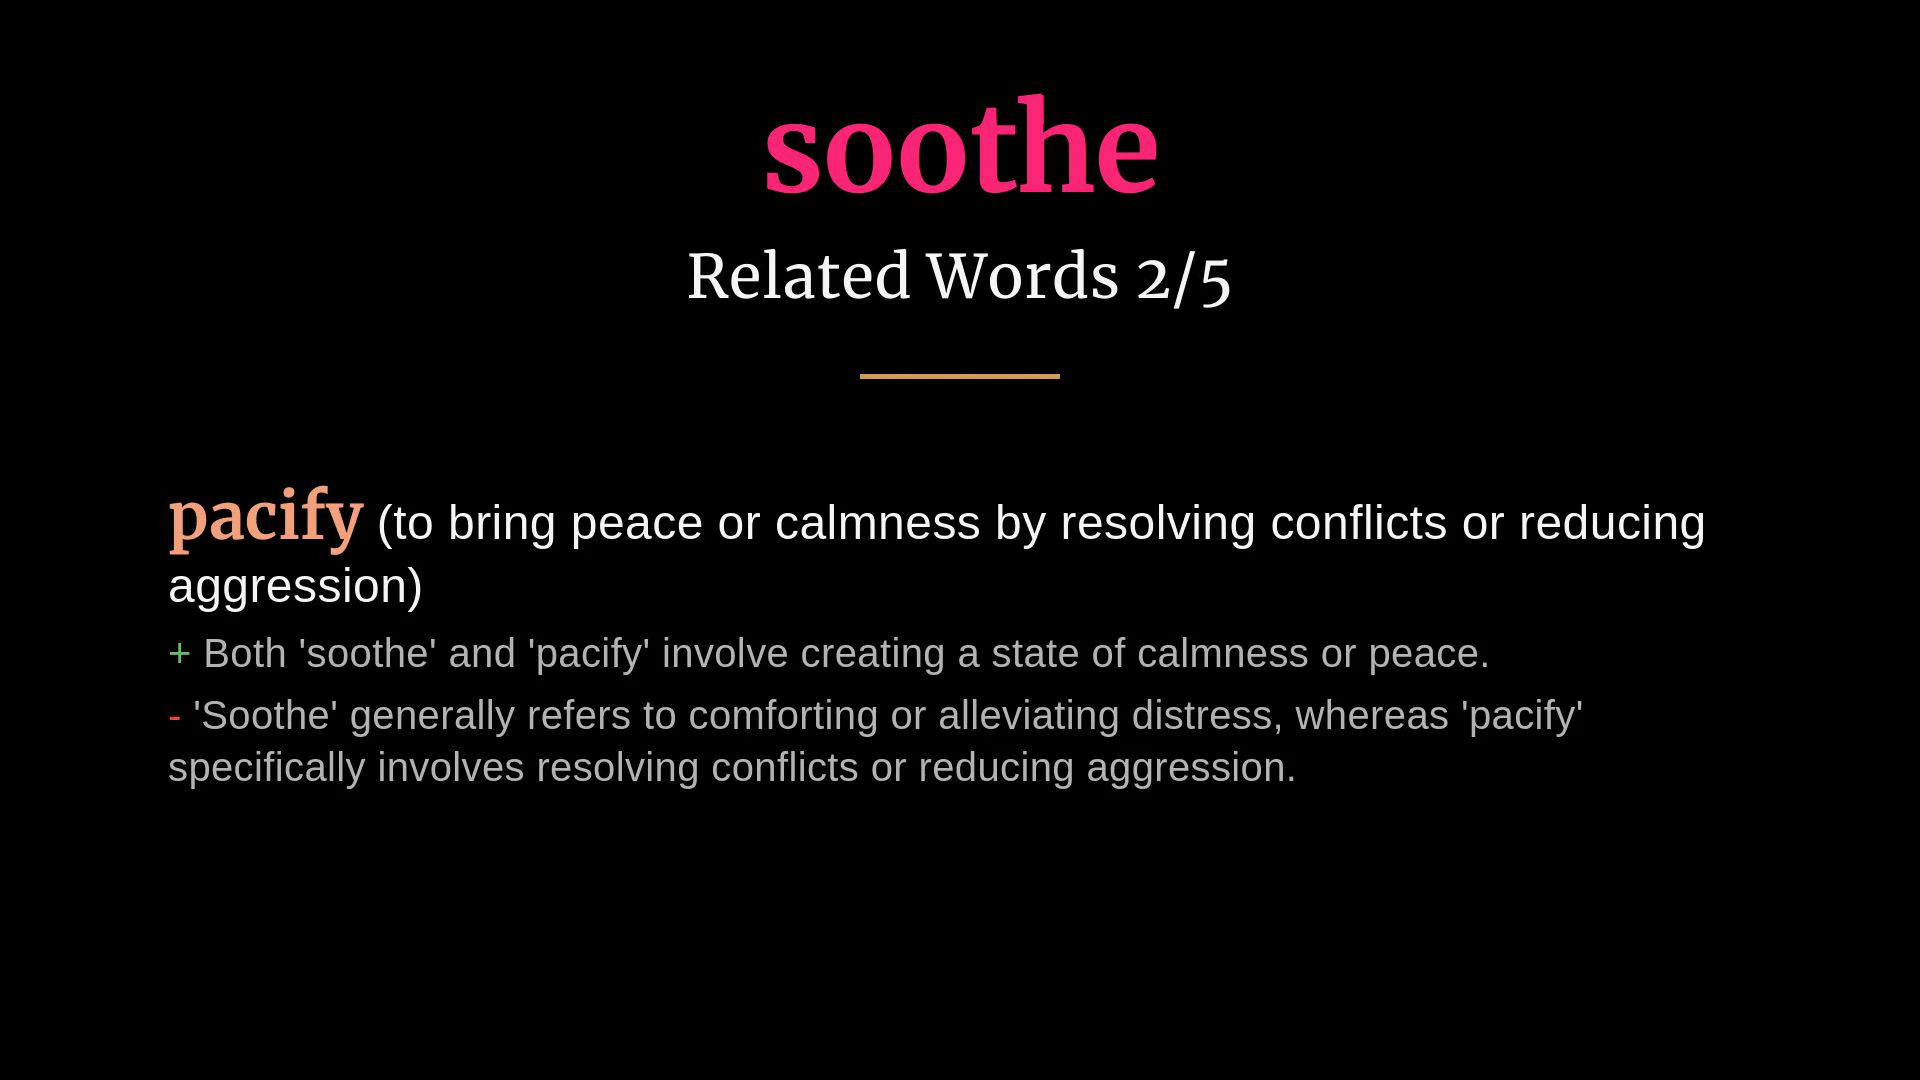 soothe
Related Words 2/5
pacify (to bring peace or calmness by resolving conflicts or reducing
aggression)
+ Both 'soothe' and 'pacify' involve creating a state of calmness or peace.
- 'Soothe' generally refers to comforting or alleviating distress, whereas 'pacify'
specifically involves resolving conflicts or reducing aggression.